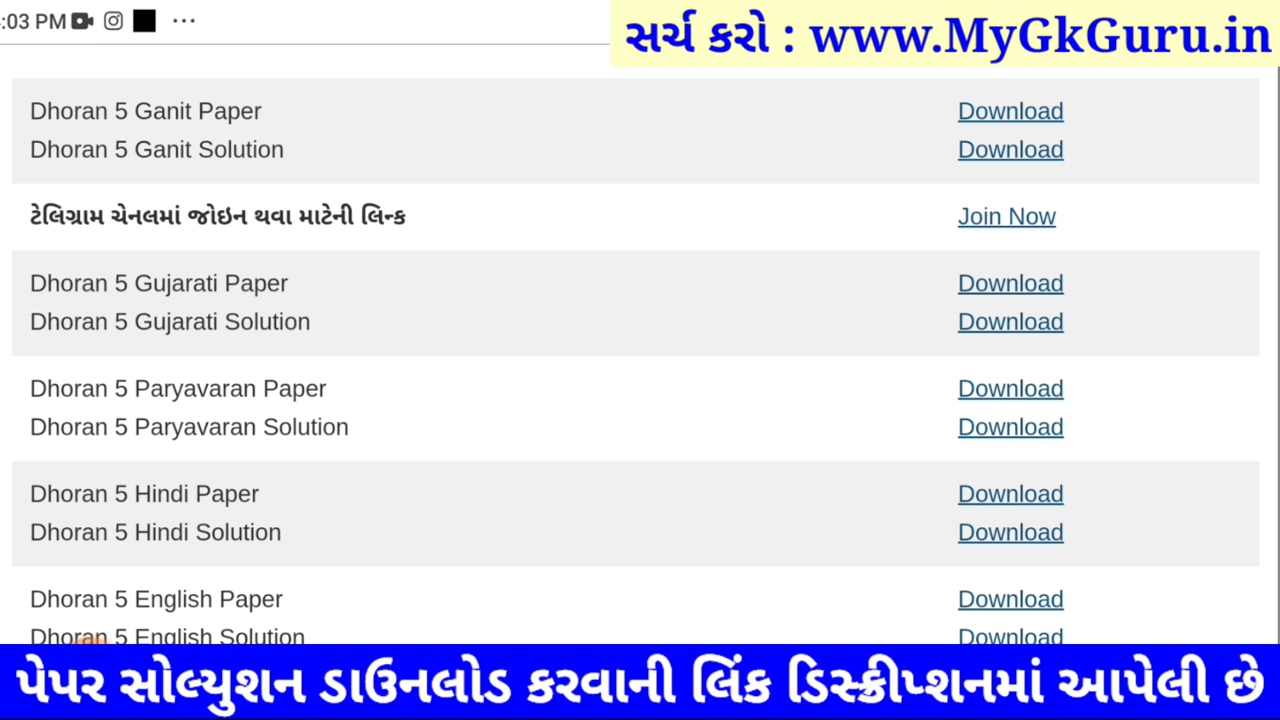 :03 PM
સર્ચ કરો : www.MyGkGuru.in
Dhoran 5 Ganit Paper Download
Dhoran 5 Ganit Solution Download
ટેલિગ્રામ ચેનલમાં જોઇન થવા માટેની લિન્ક Join Now
Dhoran 5 Gujarati Paper Download
Dhoran 5 Gujarati Solution Download
Dhoran 5 Paryavaran Paper Download
Dhoran 5 Paryavaran Solution Download
Dhoran 5 Hindi Paper Download
Dhoran 5 Hindi Solution Download
Dhoran 5 English Paper Download
Dhoran 5 English Solution Download
પેપર સોલ્યુશન ડાઉનલોડ કરવાની લિંક ડિસ્ક્રીપ્શનમાં આપેલી છે